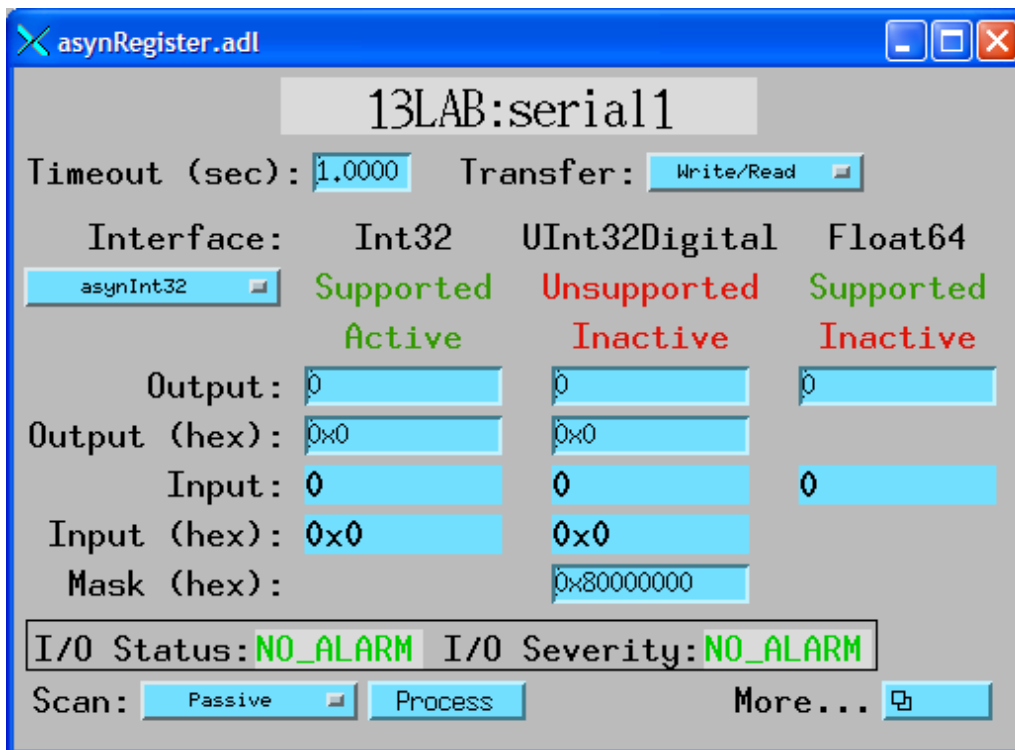 asynRegister.adl
13LAB:serial1
Timeout (sec): 1.0000 Transfer: Write/Read
Interface: Int32 UInt32Digital Float64
asynInt32 Supported Unsupported Supported
Active Inactive Inactive
Output: 0 0 0
Output (hex): 0x0 0x0
Input: 0 0 0
Input (hex): 0x0 0x0
Mask (hex): 0x80000000
I/O Status: NO_ALARM I/O Severity: NO_ALARM
Scan: Passive Process More...